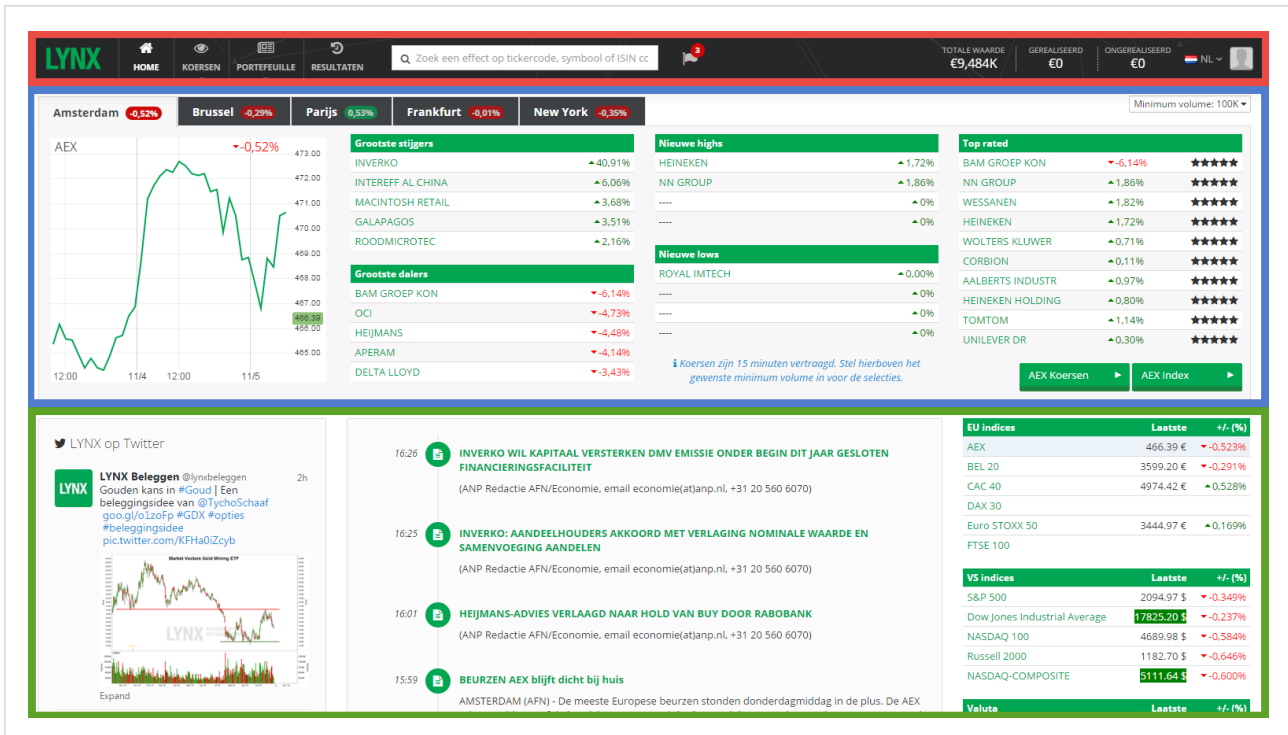 LYNX
HOME
KOERSEN
PORTEFEUILLE
RESULTATEN
Zoek een effect op tickercode, symbool of ISIN cc
3
TOTALE WAARDE
€9,484K
GEREALISEERD
€0
ONGEREALISEERD
€0
NL
Amsterdam -0,52%
Brussel -0,29%
Parijs 0,53%
Frankfurt -0,01%
New York -0,35%
Minimum volume: 100K
AEX -0,52%
473.00
472.00
471.00
470.00
469.00
468.00
467.00
466.39
466.00
465.00
12:00 11/4 12:00 11/5
Grootste stijgers
INVERKO 40,91%
INTEREFF AL CHINA 6,06%
MACINTOSH RETAIL 3,68%
GALAPAGOS 3,51%
ROODMICROTEC 2,16%
Grootste dalers
BAM GROEP KON -6,14%
OCI -4,73%
HEIJMANS -4,48%
APERAM -4,14%
DELTA LLOYD -3,43%
Nieuwe highs
HEINEKEN 1,72%
NN GROUP 1,86%
---- 0%
---- 0%
Nieuwe lows
ROYAL IMTECH 0,00%
---- 0%
---- 0%
---- 0%
Koersen zijn 15 minuten vertraagd. Stel hierboven het
gewenste minimum volume in voor de selecties.
Top rated
BAM GROEP KON -6,14% ★★★★★
NN GROUP 1,86% ★★★★★
WESSANEN 1,82% ★★★★★
HEINEKEN 1,72% ★★★★★
WOLTERS KLUWER 0,71% ★★★★★
CORBION 0,11% ★★★★★
AALBERTS INDUSTR 0,97% ★★★★★
HEINEKEN HOLDING 0,80% ★★★★★
TOMTOM 1,14% ★★★★★
UNILEVER DR 0,30% ★★★★★
AEX Koersen
AEX Index
LYNX op Twitter
LYNX
LYNX Beleggen @lynxbeleggen 2h
Gouden kans in #Goud | Een
beleggingsidee van @TychoSchaaf
goo.gl/o1zoFp #GDX #opties
#beleggingsidee
pic.twitter.com/KFHa0iZcyb
Market Vectors Gold Mining ETF
LYNX
Expand
16:26 INVERKO WIL KAPITAAL VERSTERKEN DMV EMISSIE ONDER BEGIN DIT JAAR GESLOTEN
FINANCIERINGSFACILITEIT
(ANP Redactie AFN/Economie, email economie(at)anp.nl, +31 20 560 6070)
16:25 INVERKO: AANDEELHOUDERS AKKOORD MET VERLAGING NOMINALE WAARDE EN
SAMENVOEGING AANDELEN
(ANP Redactie AFN/Economie, email economie(at)anp.nl, +31 20 560 6070)
16:01 HEIJMANS-ADVIES VERLAAGD NAAR HOLD VAN BUY DOOR RABOBANK
(ANP Redactie AFN/Economie, email economie(at)anp.nl, +31 20 560 6070)
15:59 BEURZEN AEX blijft dicht bij huis
AMSTERDAM (AFN) - De meeste Europese beurzen stonden donderdagmiddag in de plus. De AEX
EU indices Laatste +/- (%)
AEX 466.39 € -0,523%
BEL 20 3599.20 € -0,291%
CAC 40 4974.42 € 0,528%
DAX 30
Euro STOXX 50 3444.97 € 0,169%
FTSE 100
VS indices Laatste +/- (%)
S&P 500 2094.97 $ -0,349%
Dow Jones Industrial Average 17825.20 $ -0,237%
NASDAQ 100 4689.98 $ -0,584%
Russell 2000 1182.70 $ -0,646%
NASDAQ-COMPOSITE 5111.64 $ -0,600%
Valuta Laatste +/- (%)